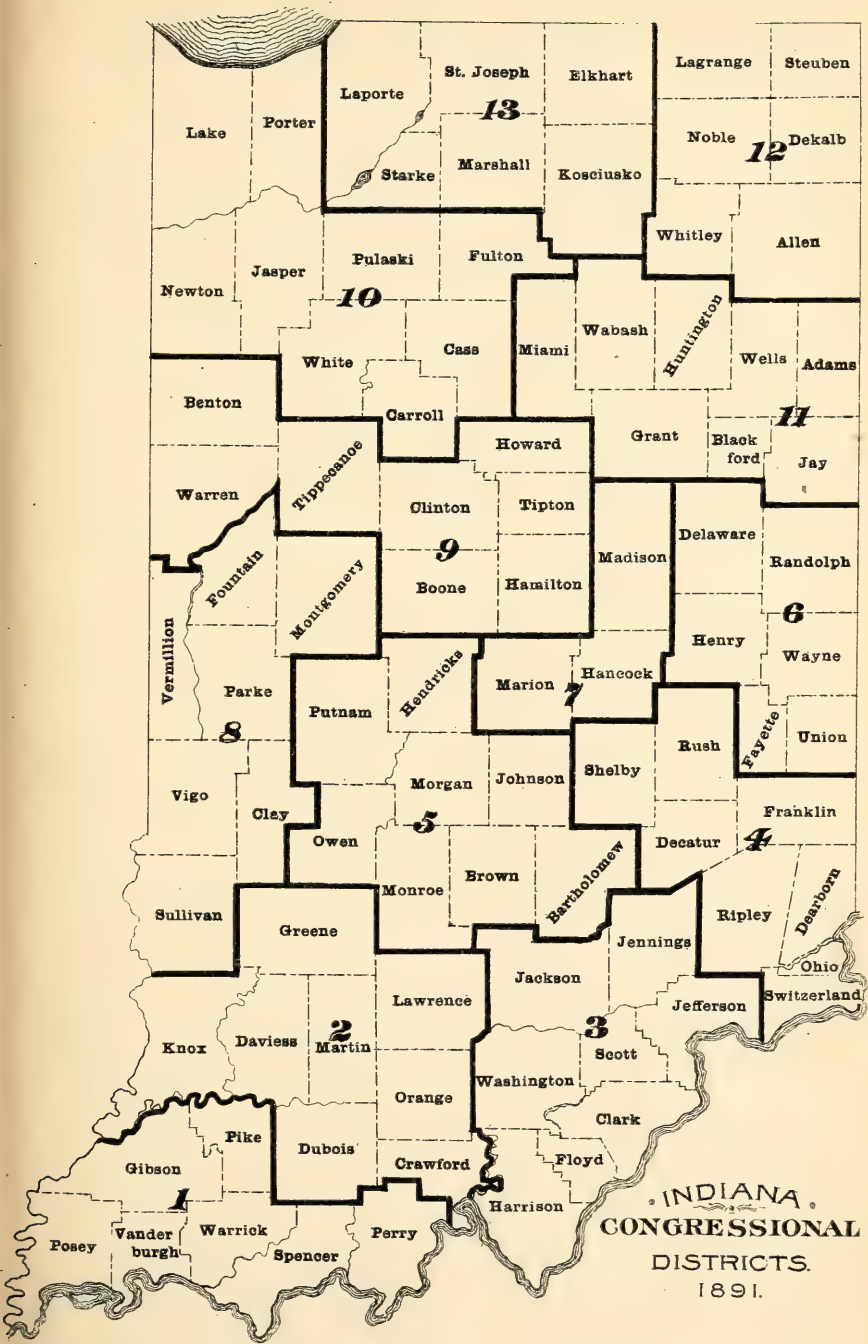 Lagrange
Steuben
St. Joseph
Elkhart
Laporte
13
Lake
Porter
Noble
12
Dekalb
Starke
Marshall
Kosciusko
Whitley
Allen
Newton
Jasper
Pulaski
Fulton
10
White
Cass
Miami
Wabash
Huntington
Wells
Adams
Benton
Carroll
11
Howard
Grant
Black
ford
Jay
Warren
Tippecanoe
Clinton
Tipton
9
Boone
Hamilton
Madison
Delaware
Randolph
6
Fountain
Montgomery
Henry
Wayne
Vermillion
Parke
8
Putnam
Hendricks
Marion
7
Hancock
Rush
Fayette
Union
Vigo
Clay
Morgan
Johnson
Shelby
Franklin
Owen
5
Decatur
4
Sullivan
Monroe
Brown
Bartholomew
Ripley
Dearborn
Greene
Jennings
Ohio
Jackson
Switzerland
Lawrence
Jefferson
Knox
Daviess
2
Martin
3
Scott
Washington
Orange
Clark
Pike
Dubois
Crawford
Floyd
Gibson
1
Harrison
Posey
Vander
burgh
Warrick
Spencer
Perry
INDIANA
CONGRESSIONAL
DISTRICTS.
1891.